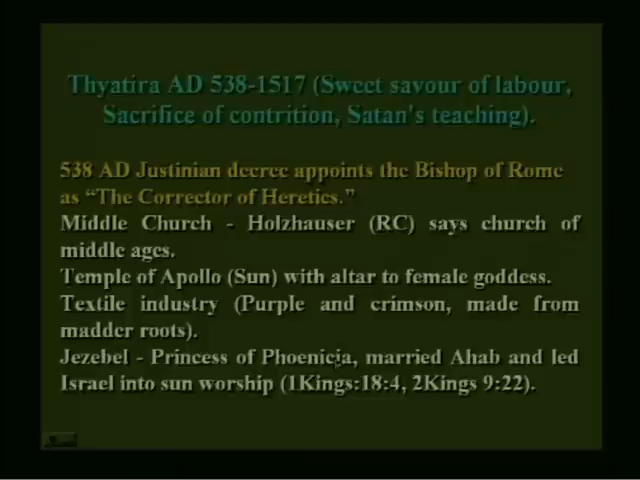 Thyatira AD 538-1517 (Sweet savour of labour,
Sacrifice of contrition, Satan's teaching).
538 AD Justinian decree appoints the Bishop of Rome
as “The Corrector of Heretics.”
Middle Church - Holzhauser (RC) says church of
middle ages.
Temple of Apollo (Sun) with altar to female goddess.
Textile industry (Purple and crimson, made from
madder roots).
Jezebel - Princess of Phoenicia, married Ahab and led
Israel into sun worship (1Kings:18:4, 2Kings 9:22).